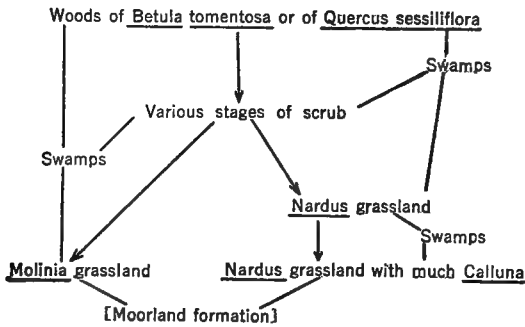 Woods of Betula tomentosa or of Quercus sessiliflora
Swamps
Various stages of scrub
Swamps
Nardus grassland
Swamps
Molinia grassland
Nardus grassland with much Calluna
[Moorland formation]